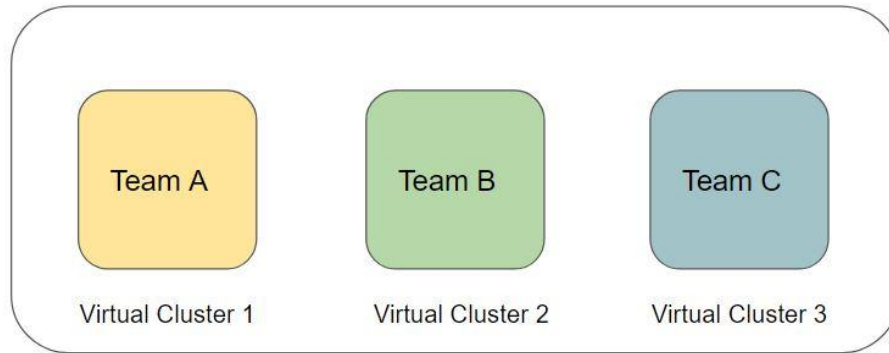 Team A
Team B
Team C
Virtual Cluster 1
Virtual Cluster 2
Virtual Cluster 3